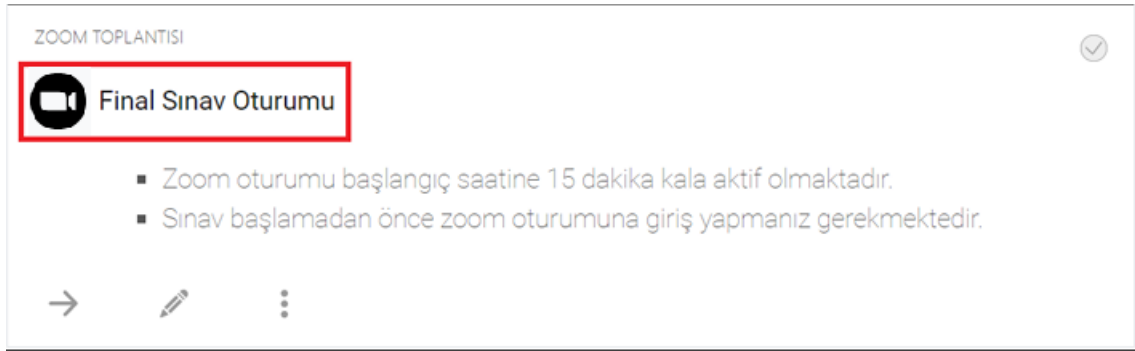 ZOOM TOPLANTISI
Final Sınav Oturumu
▪ Zoom oturumu başlangıç saatine 15 dakika kala aktif olmaktadır.
▪ Sınav başlamadan önce zoom oturumuna giriş yapmanız gerekmektedir.